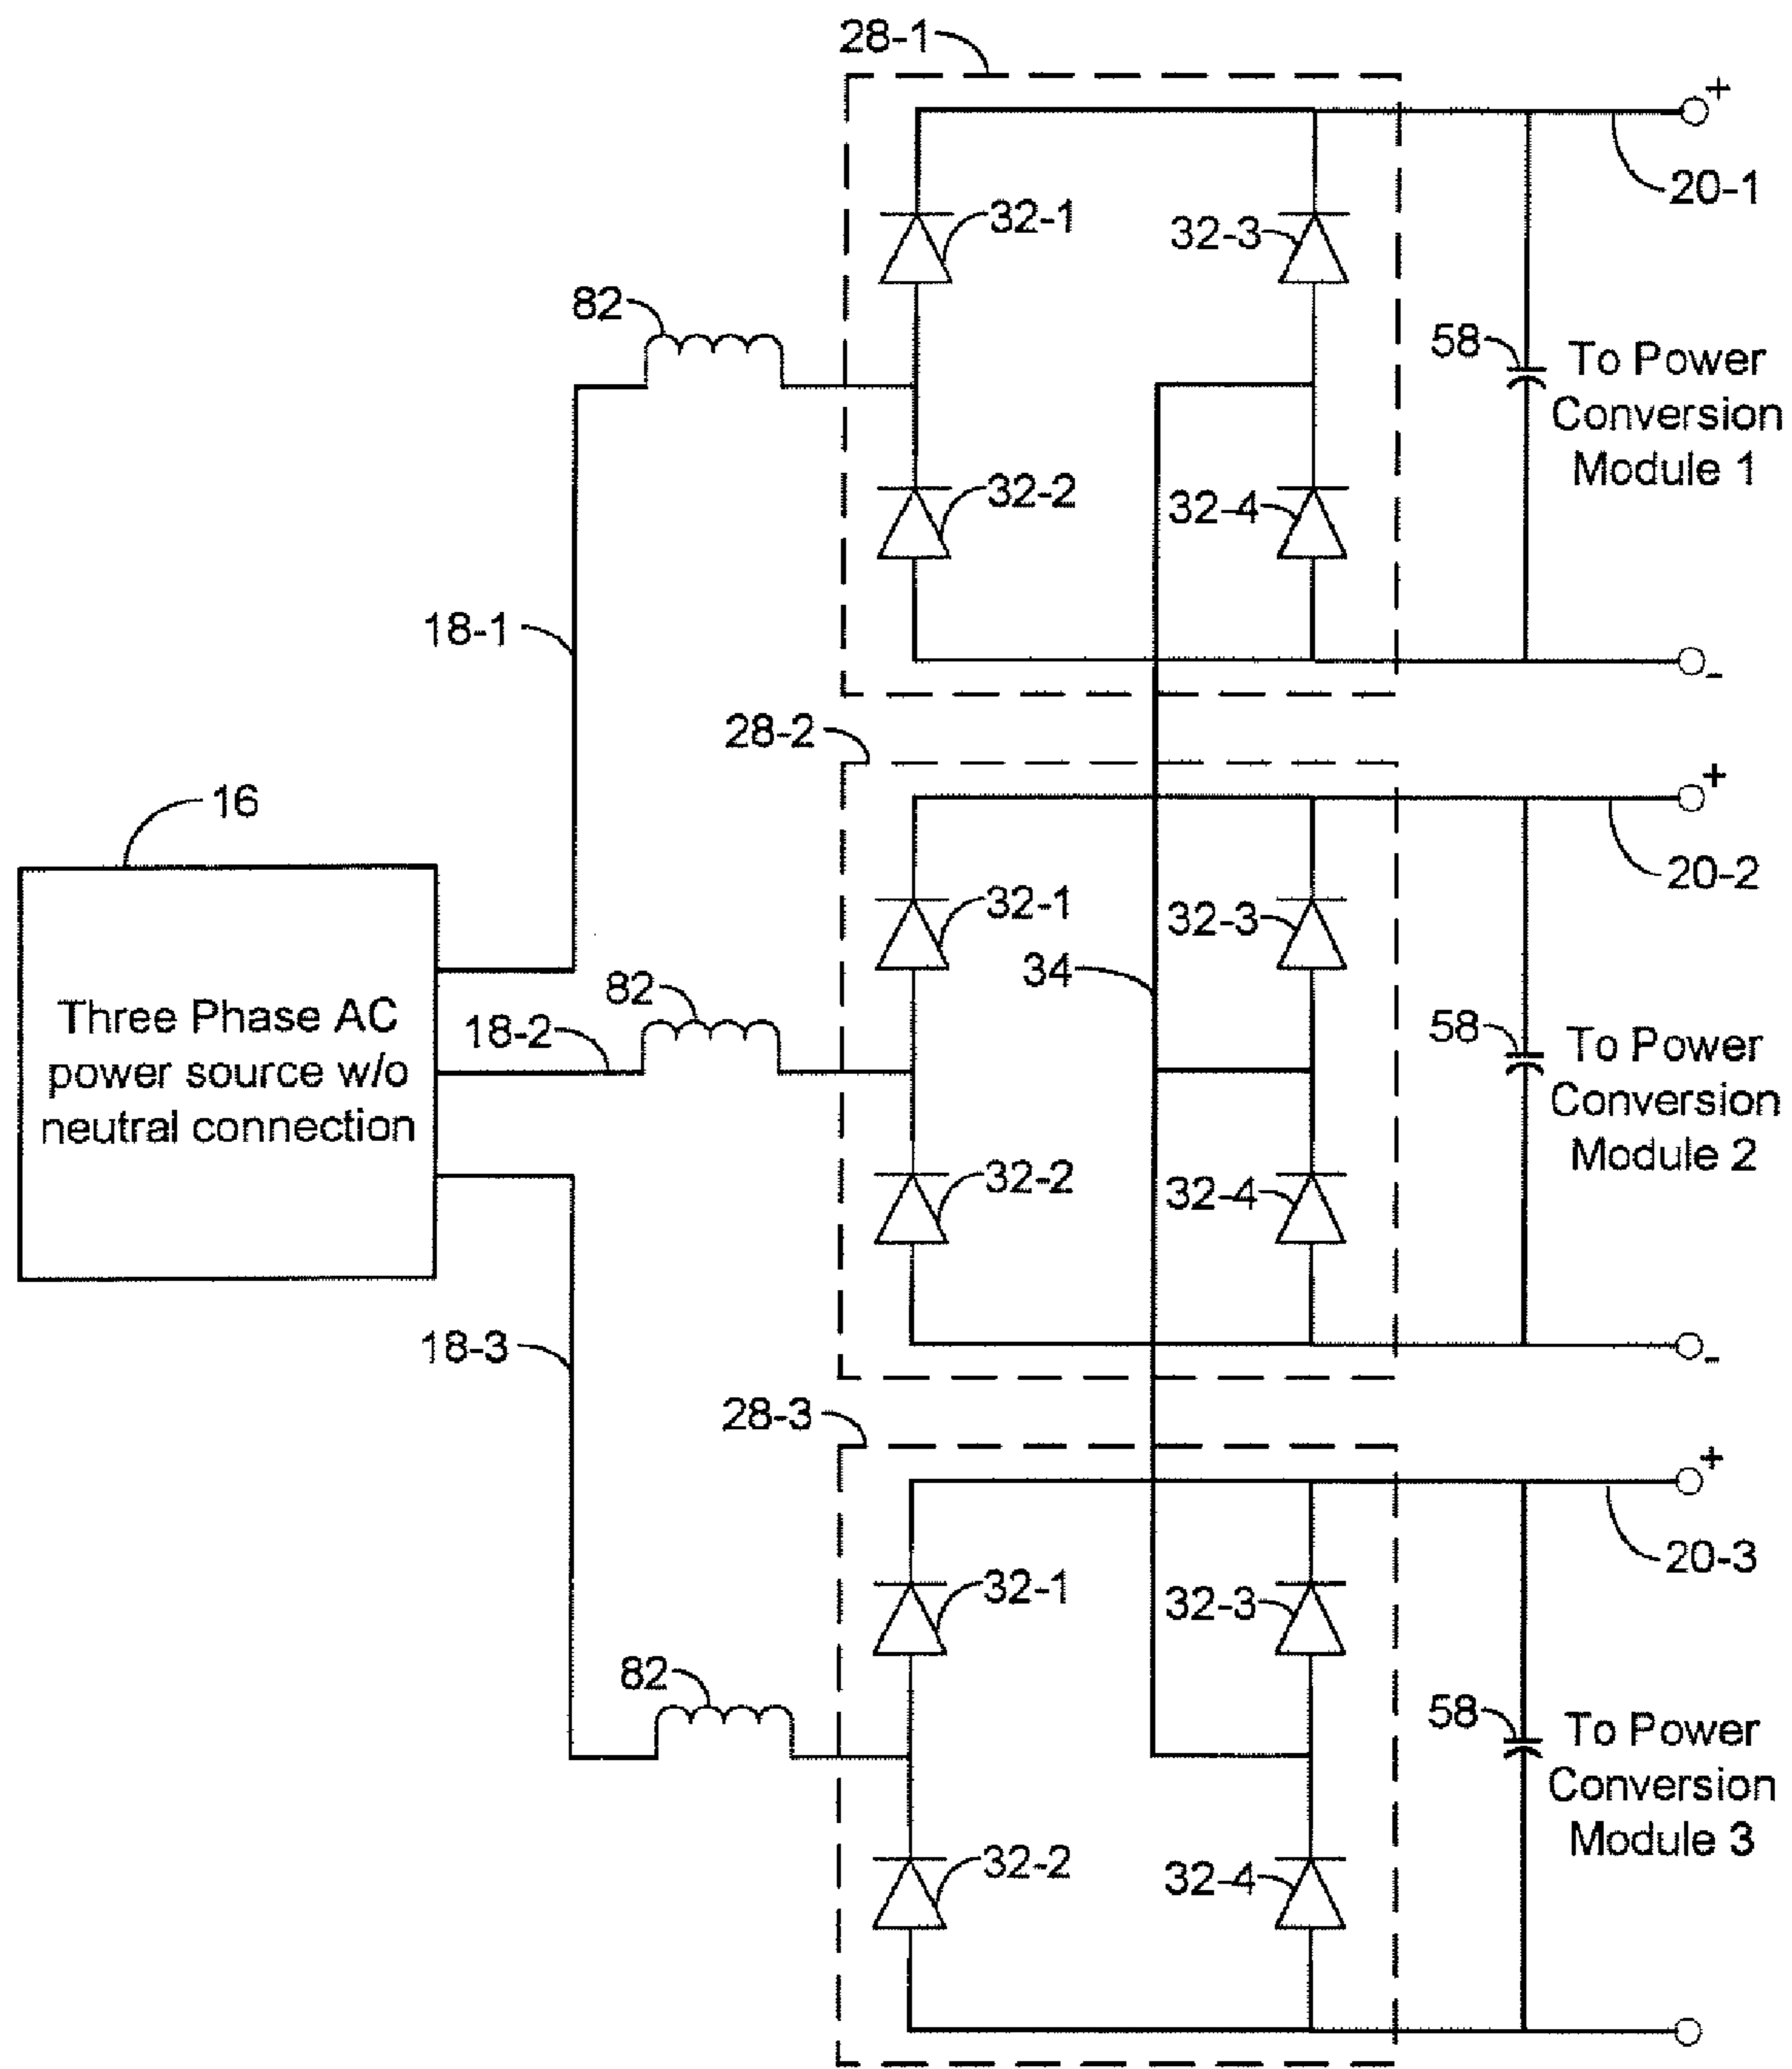 28-1
+
20-1
32-1
32-3
82
58
To Power
Conversion
Module 1
32-2
32-4
18-1
-
28-2
+
16
20-2
32-1
32-3
34
Three Phase AC
power source w/o
neutral connection
82
18-2
58
To Power
Conversion
Module 2
32-2
32-4
18-3
-
28-3
+
20-3
32-1
32-3
82
58
To Power
Conversion
Module 3
32-2
32-4